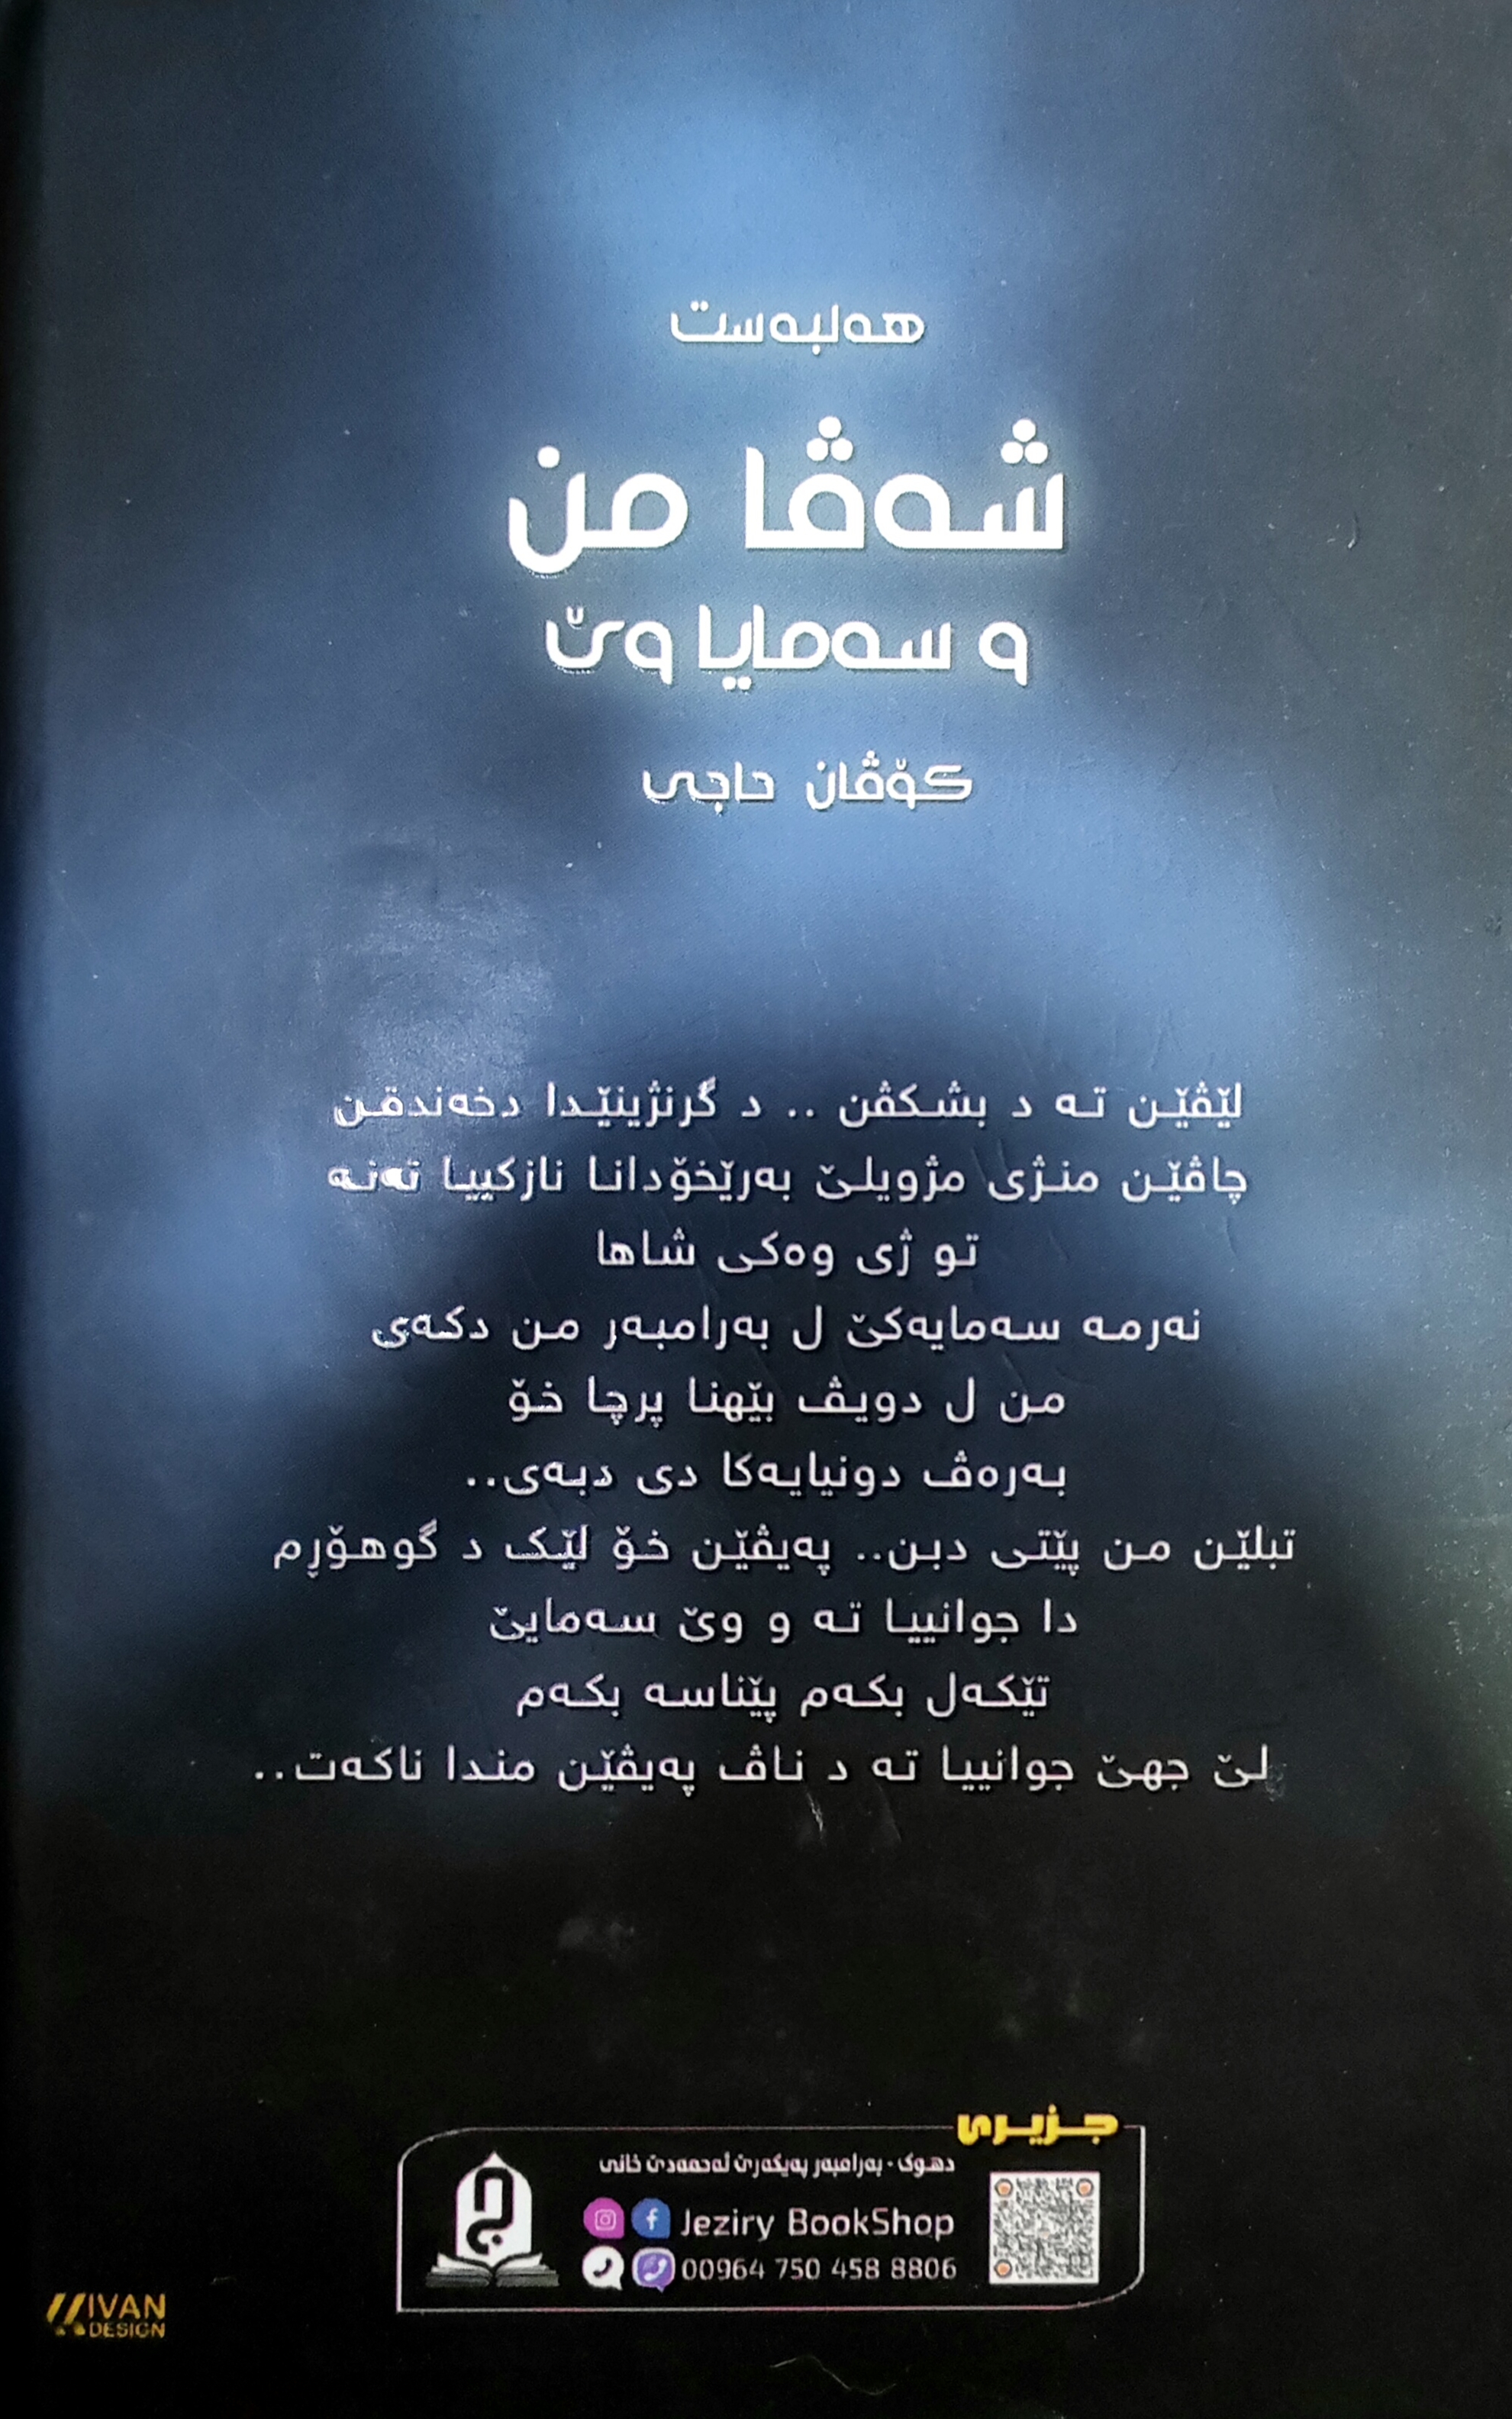 هەلبەست
شەڤا من
و سەمایا وێ
کۆڤان حاجی
لێڤێن تە د بشکڤن .. د گرنژینێدا دخەندقن
چاڤێن منژی مژویلێ بەرێخۆدانا نازکییا تەنە
تو ژی وەکی شاها
نەرمە سەمایەکێ ل بەرامبەر من دکەی
من ل دویڤ بێهنا پرچا خۆ
بەرەڤ دونیایەکا دی دبەی..
تبلێن من پێتی دبن.. پەیڤێن خۆ لێک د گوهۆڕم
دا جوانییا تە و وێ سەمایێ
تێکەل بکەم پێناسە بکەم
لێ جهێ جوانییا تە د ناڤ پەیڤێن مندا ناکەت..
جزیری
دهوک - بەرامبەر پەیکەرێ ئەحمەدێ خانی
Jeziry BookShop
00964 750 458 8806
IVAN
DESIGN